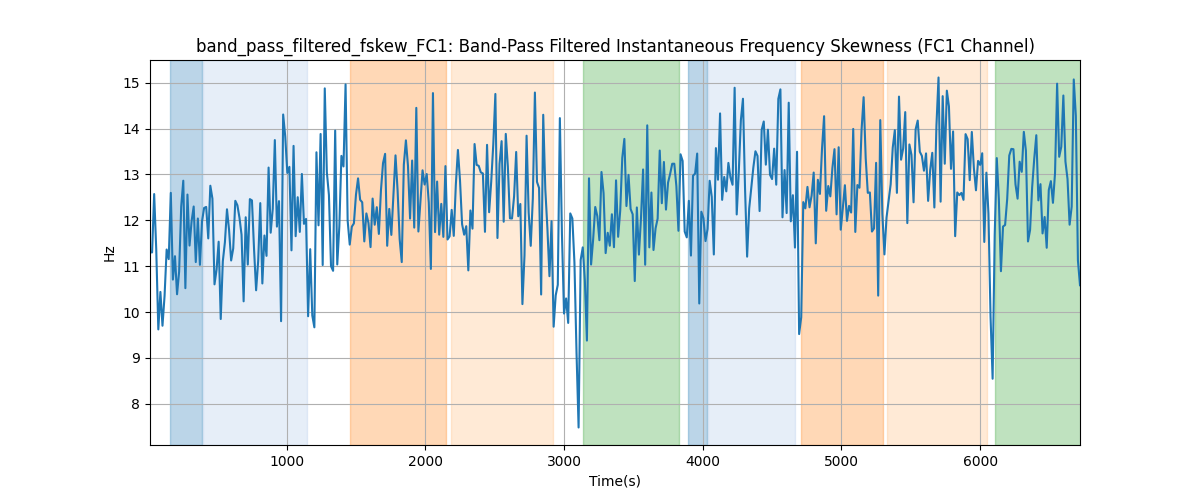 band_pass_filtered_fskew_FC1: Band-Pass Filtered Instantaneous Frequency Skewness (FC1 Channel)
15
14
13
12
11
10
9
8
Hz
1000 2000 3000 4000 5000 6000
Time(s)